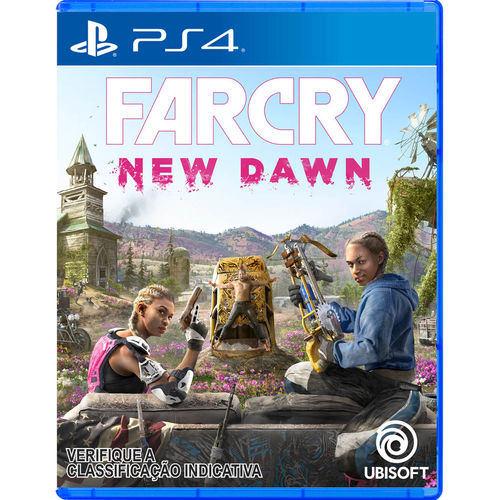 PS4
FARCRY
NEW DAWN
VERIFIQUE A
CLASSIFICAÇÃO INDICATIVA
UBISOFT